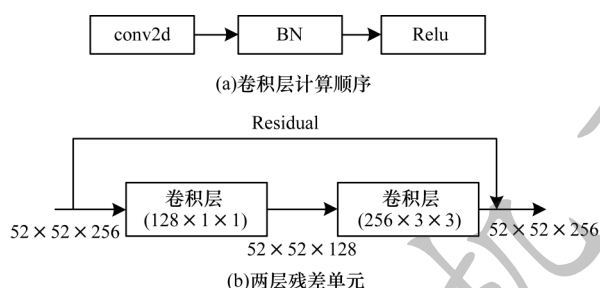 conv2d
BN
Relu
(a)卷积层计算顺序
Residual
卷积层
(128×1×1)
卷积层
(256×3×3)
52×52×256
52×52×128
52×52×256
(b)两层残差单元